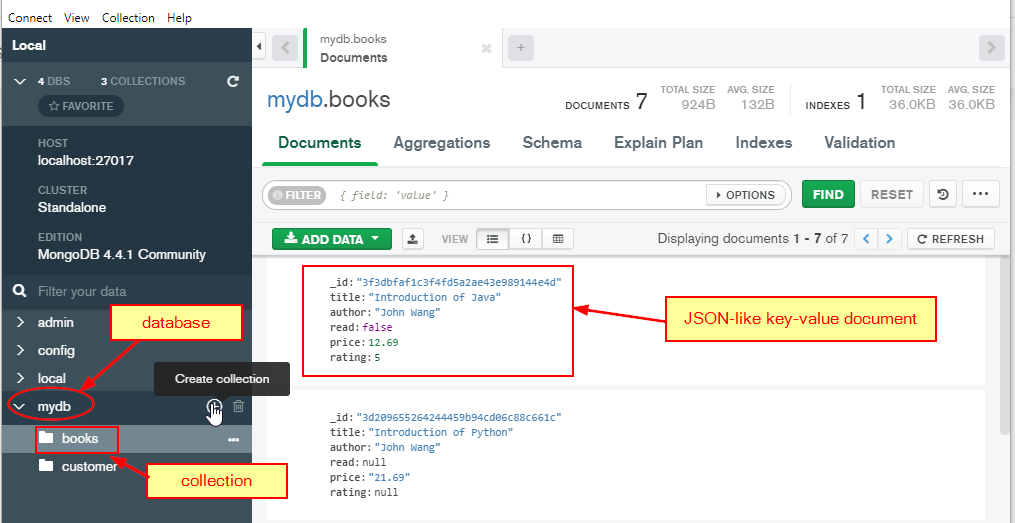 Connect View Collection Help
Local
4 DBS 3 COLLECTIONS
FAVORITE
HOST
localhost:27017
CLUSTER
Standalone
EDITION
MongoDB 4.4.1 Community
Filter your data
admin
config
local
mydb
books
customer
database
Create collection
collection
mydb.books
Documents
mydb.books
DOCUMENTS 7
TOTAL SIZE 924B
AVG. SIZE 132B
INDEXES 1
TOTAL SIZE 36.0KB
AVG. SIZE 36.0KB
Documents Aggregations Schema Explain Plan Indexes Validation
FILTER { field: 'value' } OPTIONS FIND RESET
ADD DATA VIEW {} Displaying documents 1 - 7 of 7 REFRESH
_id: "3f3dbfaf1c3f4fd5a2ae43e989144e4d"
title: "Introduction of Java"
author: "John Wang"
read: false
price: 12.69
rating: 5
JSON-like key-value document
_id: "3d209655264244459b94cd06c88c661c"
title: "Introduction of Python"
author: "John Wang"
read: null
price: "21.69"
rating: null